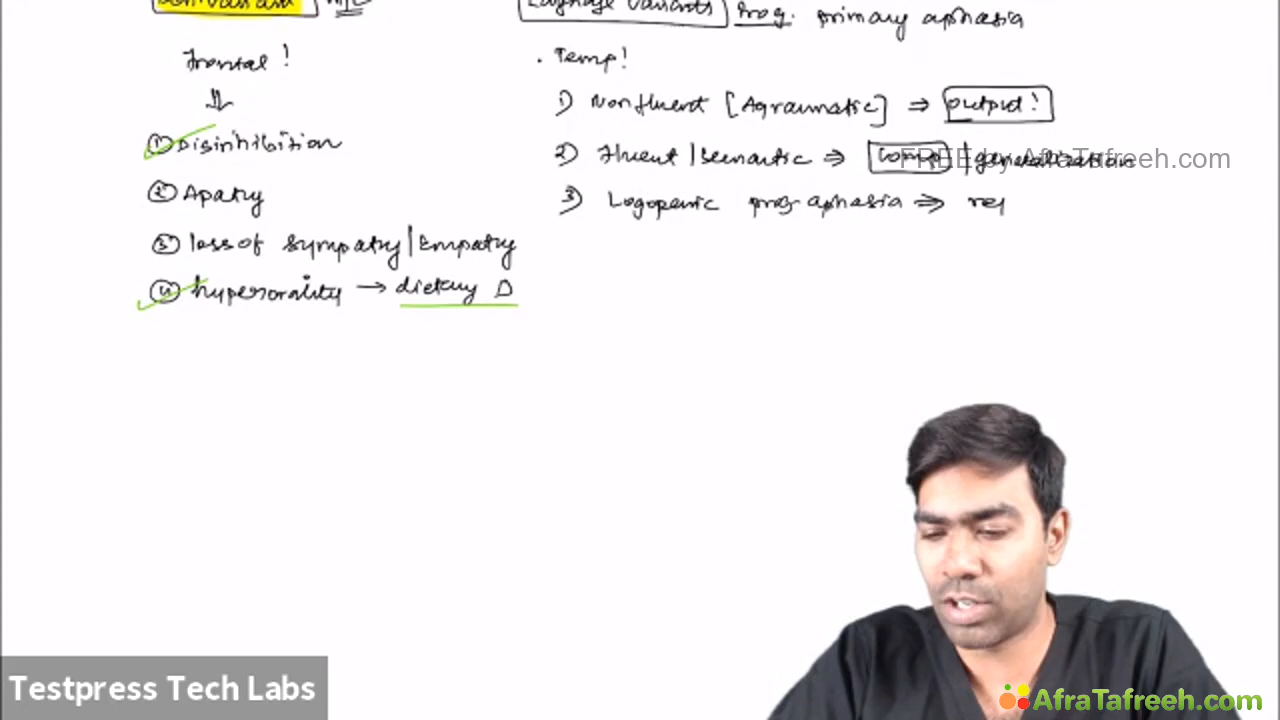 Language variants Prog. primary aphasia
Frontal !
⇓
① Disinhibition
② Apathy
③ loss of sympathy | Empathy
④ hyperorality → dietary Δ
. Temp!
1) Nonfluent [Agrammatic] ⇒ output!
2) Fluent | Semantic ⇒ Comp |
3) Logopenic prog. aphasia ⇒ rep
FREE by AfraTafreeh.com
Testpress Tech Labs
AfraTafreeh.com